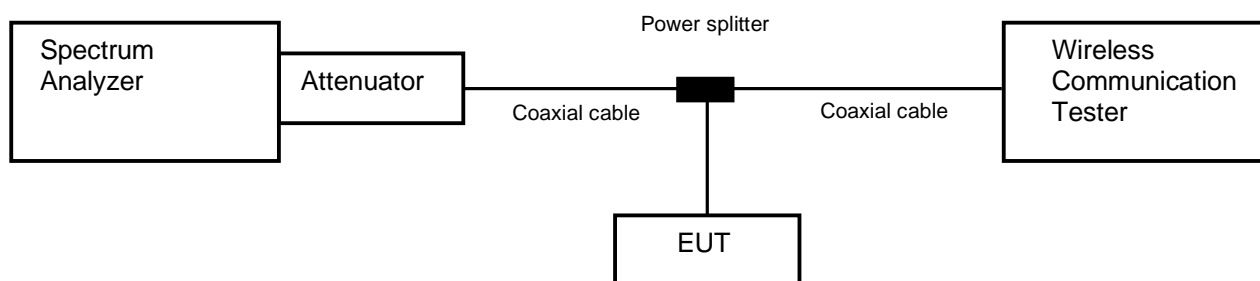 Power splitter
Spectrum
Analyzer
Attenuator
Coaxial cable
Coaxial cable
Wireless
Communication
Tester
EUT